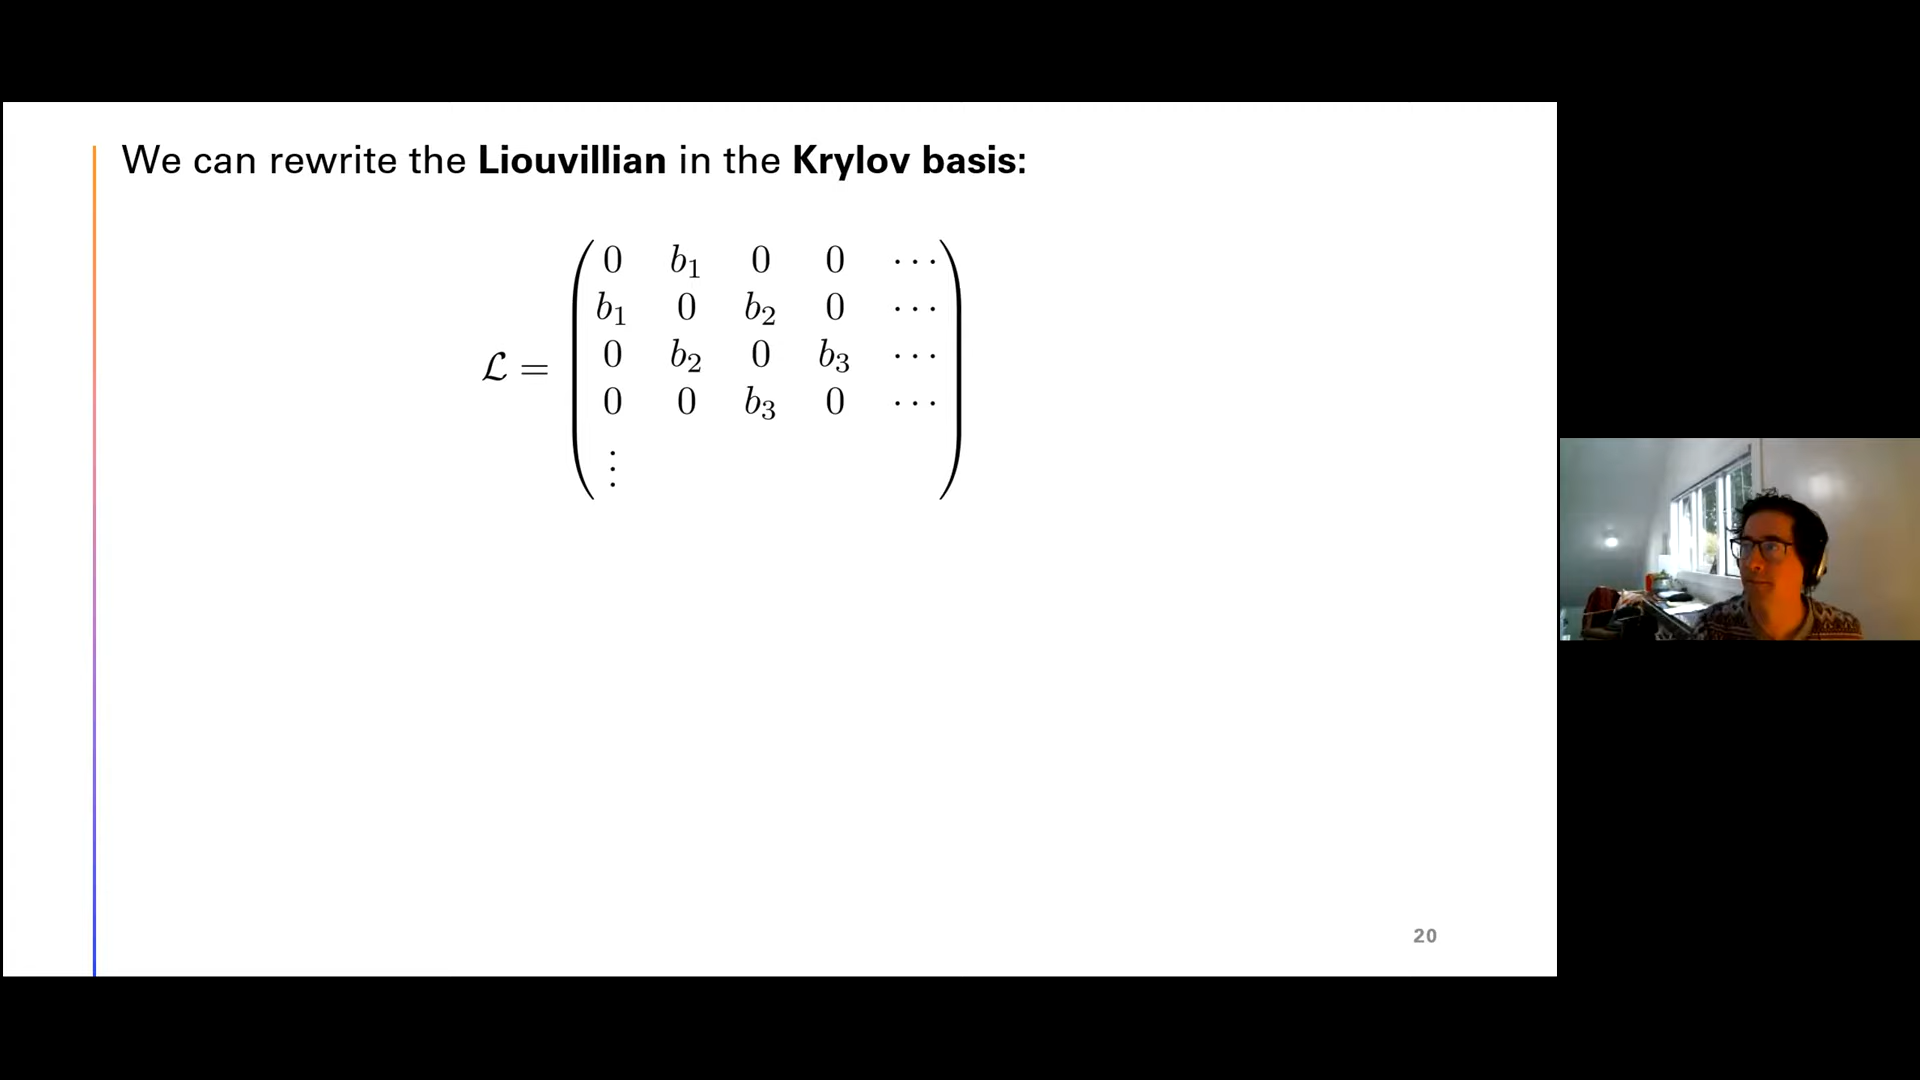 We can rewrite the Liouvillian in the Krylov basis:
0 b₁ 0 0 ⋯
b₁ 0 b₂ 0 ⋯
ℒ = 0 b₂ 0 b₃ ⋯
0 0 b₃ 0 ⋯
⋮
20